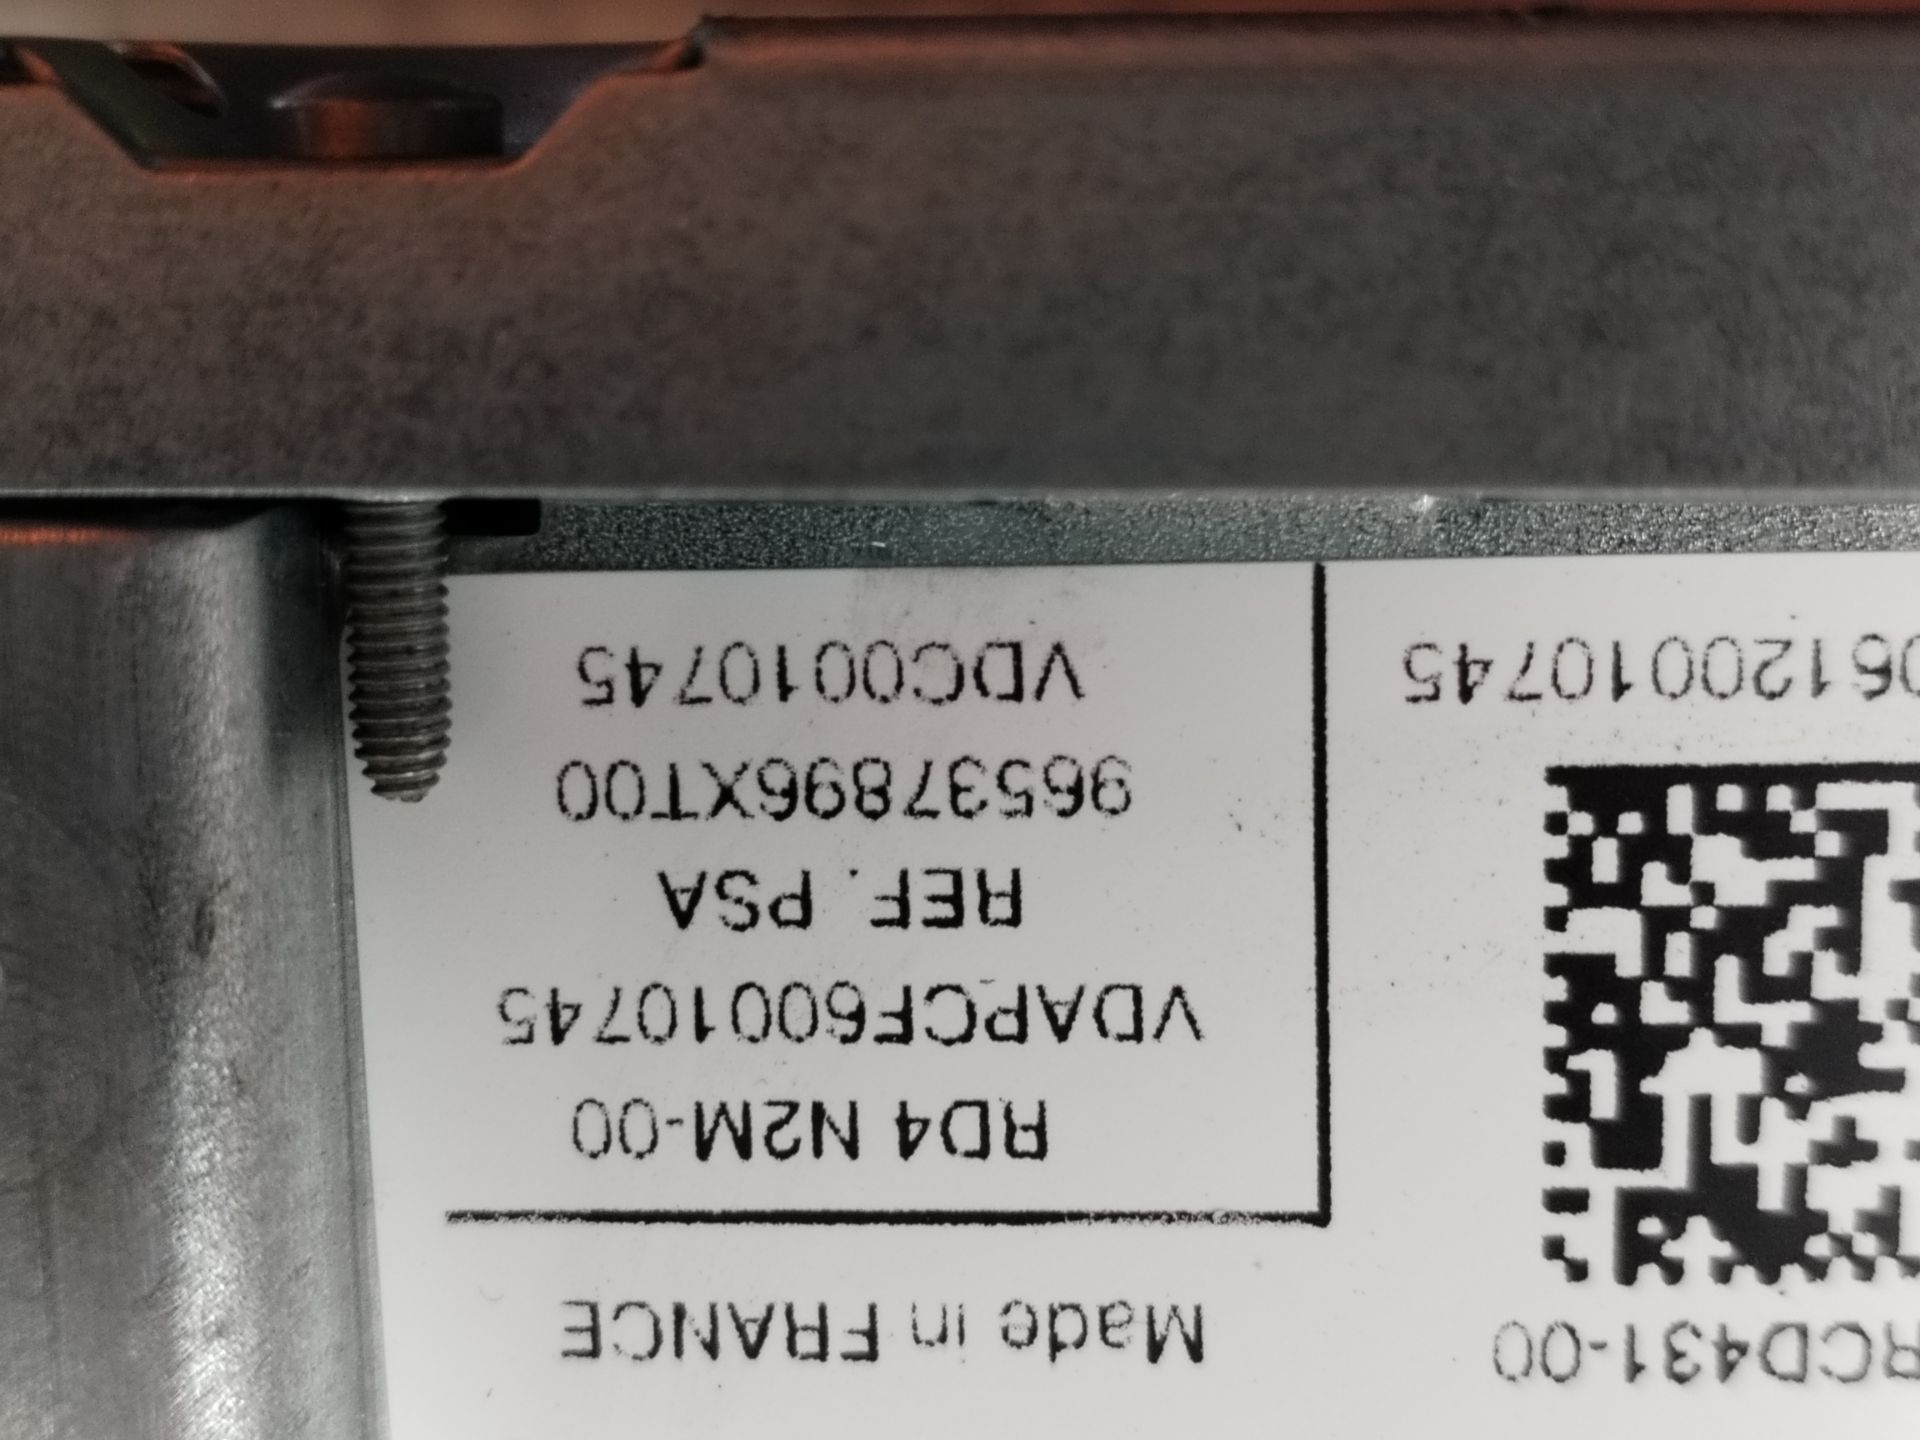 RCD431-00
06120010745
Made in FRANCE
RD4 N2M-00
VDAPCF60010745
REF. PSA
96537896XT00
VDC0010745